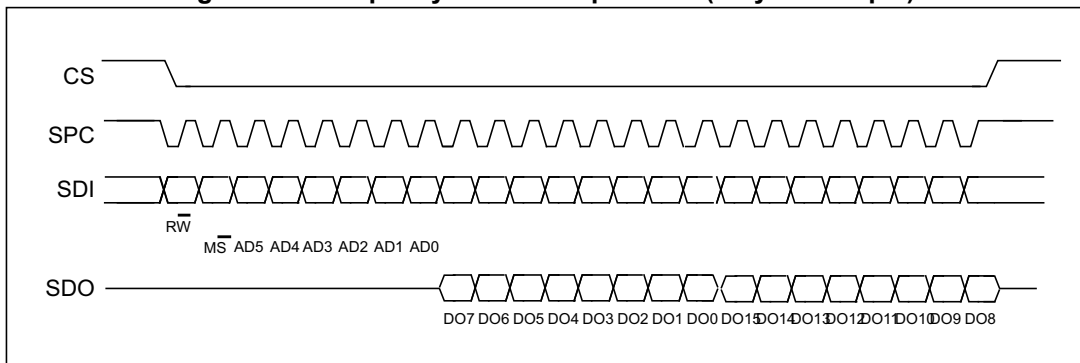 CS
SPC
SDI
RW
MS AD5 AD4 AD3 AD2 AD1 AD0
SDO
DO7 DO6 DO5 DO4 DO3 DO2 DO1 DO0 DO15 DO14 DO13 DO12 DO11 DO10 DO9 DO8